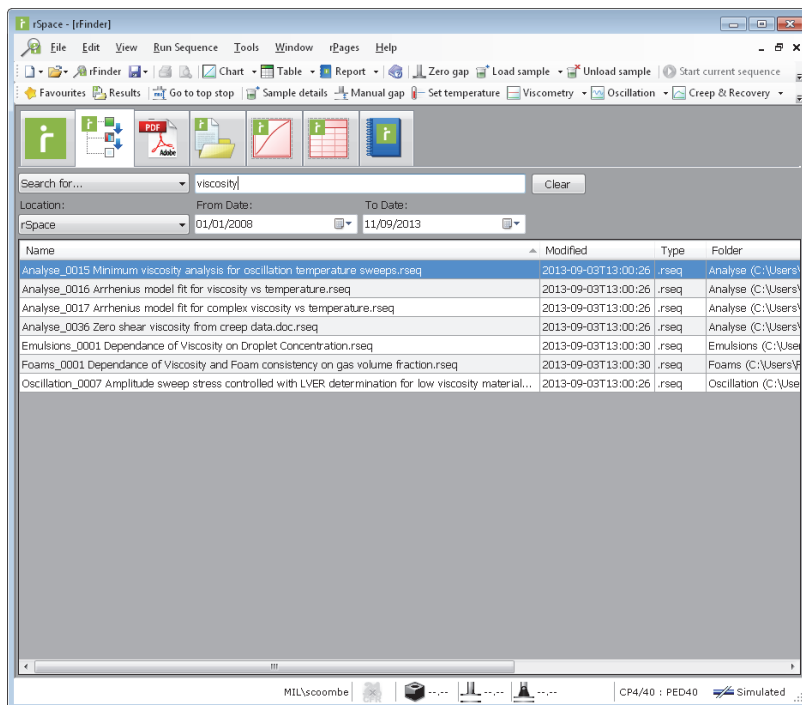 rSpace - [rFinder]
File Edit View Run Sequence Tools Window rPages Help
rFinder Chart Table Report Zero gap Load sample Unload sample Start current sequence
Favourites Results Go to top stop Sample details Manual gap Set temperature Viscometry Oscillation Creep & Recovery
PDF
Adobe
Search for... viscosity Clear
Location: From Date: To Date:
rSpace 01/01/2008 11/09/2013
Name Modified Type Folder
Analyse_0015 Minimum viscosity analysis for oscillation temperature sweeps.rseq 2013-09-03T13:00:26 .rseq Analyse (C:\Users\
Analyse_0016 Arrhenius model fit for viscosity vs temperature.rseq 2013-09-03T13:00:26 .rseq Analyse (C:\Users\
Analyse_0017 Arrhenius model fit for complex viscosity vs temperature.rseq 2013-09-03T13:00:26 .rseq Analyse (C:\Users\
Analyse_0036 Zero shear viscosity from creep data.doc.rseq 2013-09-03T13:00:26 .rseq Analyse (C:\Users\
Emulsions_0001 Dependance of Viscosity on Droplet Concentration.rseq 2013-09-03T13:00:30 .rseq Emulsions (C:\User
Foams_0001 Dependance of Viscosity and Foam consistency on gas volume fraction.rseq 2013-09-03T13:00:30 .rseq Foams (C:\Users\F
Oscillation_0007 Amplitude sweep stress controlled with LVER determination for low viscosity material... 2013-09-03T13:00:26 .rseq Oscillation (C:\Use
MIL\scoombe --.-- --.-- --.-- CP4/40 : PED40 Simulated